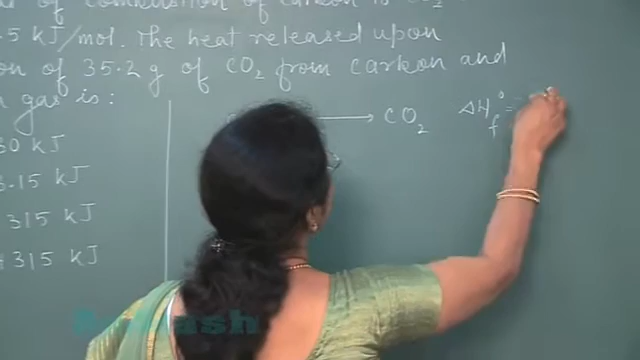 of combustion of carbon to CO₂
.5 kJ/mol. The heat released upon
on of 35.2 g of CO₂ from carbon and
gas is:
30 kJ
3.15 kJ
315 kJ
315 kJ
→ CO₂ ΔH°f =